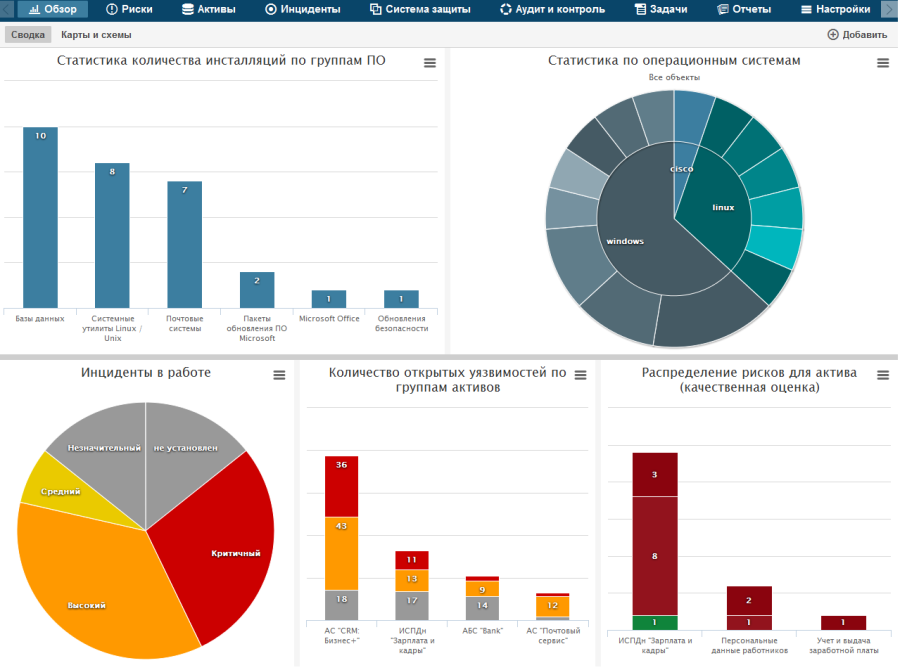 Обзор
Риски
Активы
Инциденты
Система защиты
Аудит и контроль
Задачи
Отчеты
Настройки
Сводка
Карты и схемы
Добавить
Статистика количества инсталляций по группам ПО
10
8
7
2
1
1
Базы данных
Системные
утилиты Linux /
Unix
Почтовые
системы
Пакеты
обновления ПО
Microsoft
Microsoft Office
Обновления
безопасности
Статистика по операционным системам
Все объекты
cisco
linux
windows
Инциденты в работе
Незначительный
не установлен
Средний
Критичный
Высокий
Количество открытых уязвимостей по
группам активов
36
43
18
11
13
17
9
14
12
АС "CRM:
Бизнес+"
ИСПДн
"Зарплата и
кадры"
АБС "Bank"
АС "Почтовый
сервис"
Распределение рисков для актива
(качественная оценка)
3
8
1
2
1
1
ИСПДн "Зарплата и
кадры"
Персональные
данные работников
Учет и выдача
заработной платы